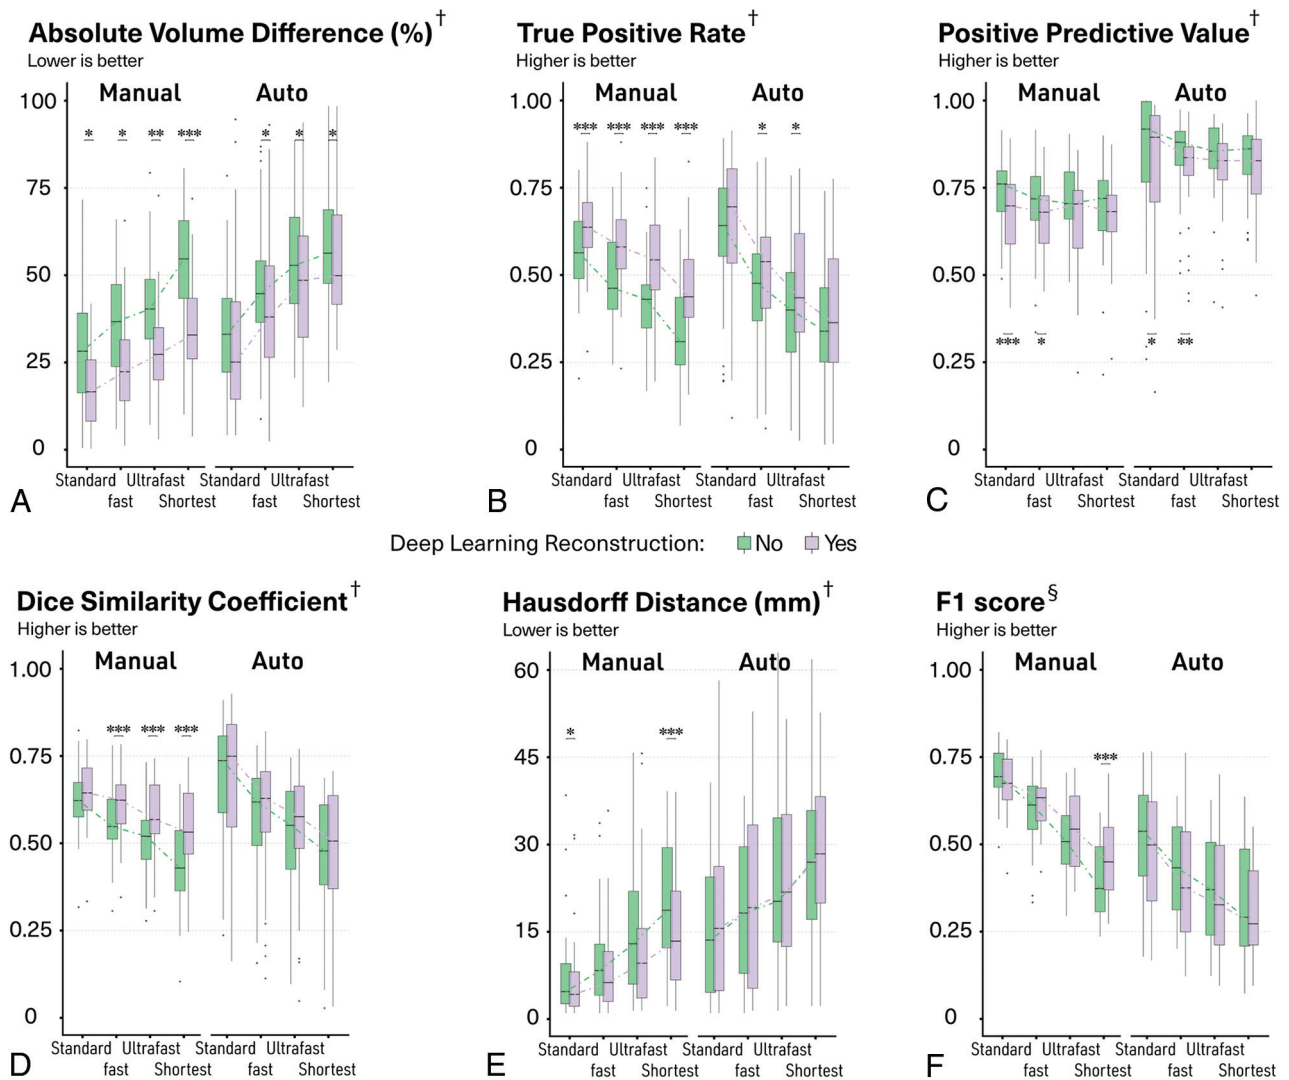 Absolute Volume Difference (%)†
Lower is better
Manual Auto
* * ** *** * * *
100
75
50
25
0
Standard Ultrafast Standard Ultrafast
fast Shortest fast Shortest
A
True Positive Rate†
Higher is better
Manual Auto
*** *** *** *** * *
1.00
0.75
0.50
0.25
0
Standard Ultrafast Standard Ultrafast
fast Shortest fast Shortest
B
Positive Predictive Value†
Higher is better
Manual Auto
1.00
0.75
0.50
*** * * **
0.25
0
Standard Ultrafast Standard Ultrafast
fast Shortest fast Shortest
C
Deep Learning Reconstruction: No Yes
Dice Similarity Coefficient†
Higher is better
Manual Auto
1.00
*** *** ***
0.75
0.50
0.25
0
Standard Ultrafast Standard Ultrafast
fast Shortest fast Shortest
D
Hausdorff Distance (mm)†
Lower is better
Manual Auto
60
* ***
45
30
15
0
Standard Ultrafast Standard Ultrafast
fast Shortest fast Shortest
E
F1 score§
Higher is better
Manual Auto
1.00
0.75
***
0.50
0.25
0
Standard Ultrafast Standard Ultrafast
fast Shortest fast Shortest
F